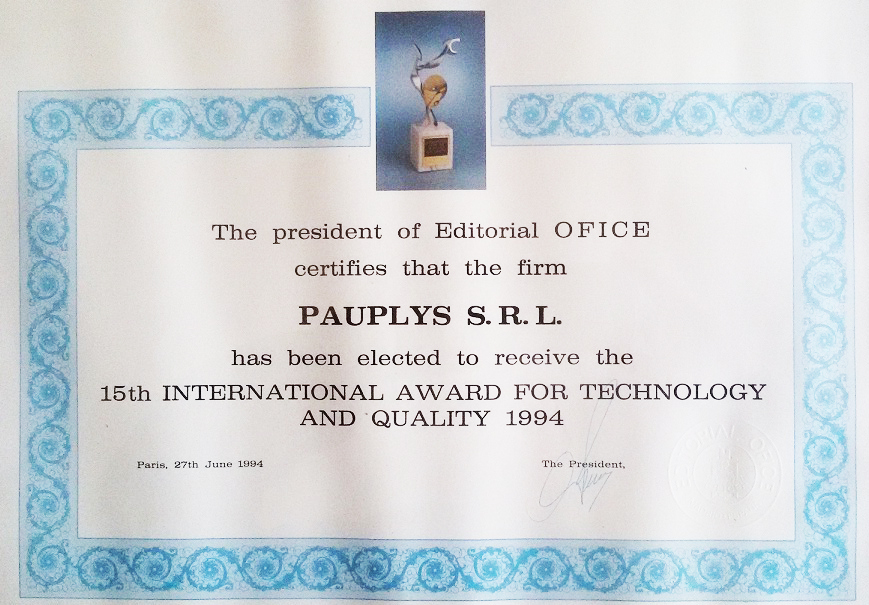 The president of Editorial OFICE
certifies that the firm
PAUPLYS S. R. L.
has been elected to receive the
15th INTERNATIONAL AWARD FOR TECHNOLOGY
AND QUALITY 1994
Paris, 27th June 1994
The President,